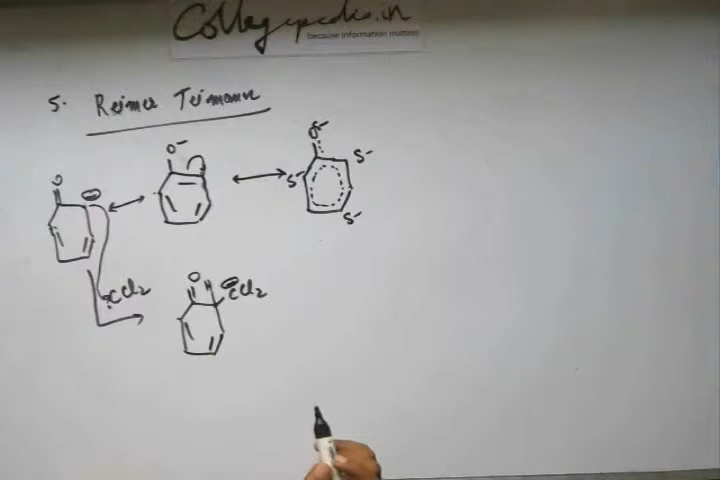 Collegepedia.in
because information matters
5. Reimer Teimann
O O⁻ δ⁻
δ⁻ δ⁻
δ⁻
:CCl2
O H CCl2